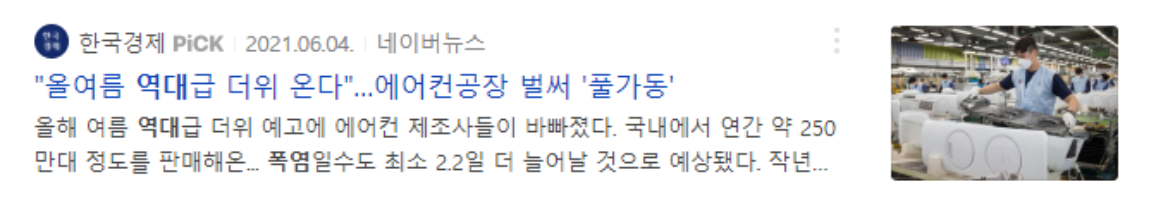 한국경제 PiCK 2021.06.04. 네이버뉴스
"올여름 역대급 더위 온다"...에어컨공장 벌써 '풀가동'
올해 여름 역대급 더위 예고에 에어컨 제조사들이 바빠졌다. 국내에서 연간 약 250
만대 정도를 판매해온... 폭염일수도 최소 2.2일 더 늘어날 것으로 예상됐다. 작년...